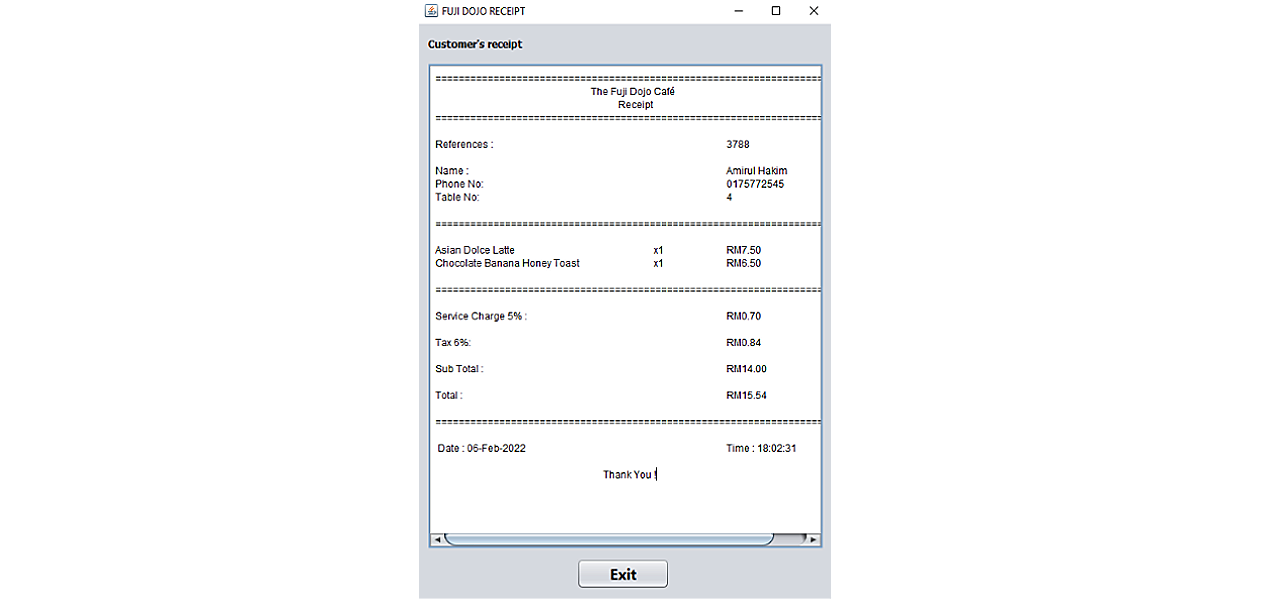 FUJI DOJO RECEIPT
Customer's receipt
================================================================
The Fuji Dojo Café
Receipt
================================================================
References : 3788
Name : Amirul Hakim
Phone No: 0175772545
Table No: 4
================================================================
Asian Dolce Latte x1 RM7.50
Chocolate Banana Honey Toast x1 RM6.50
================================================================
Service Charge 5% : RM0.70
Tax 6%: RM0.84
Sub Total : RM14.00
Total : RM15.54
================================================================
Date : 06-Feb-2022 Time : 18:02:31
Thank You !
Exit